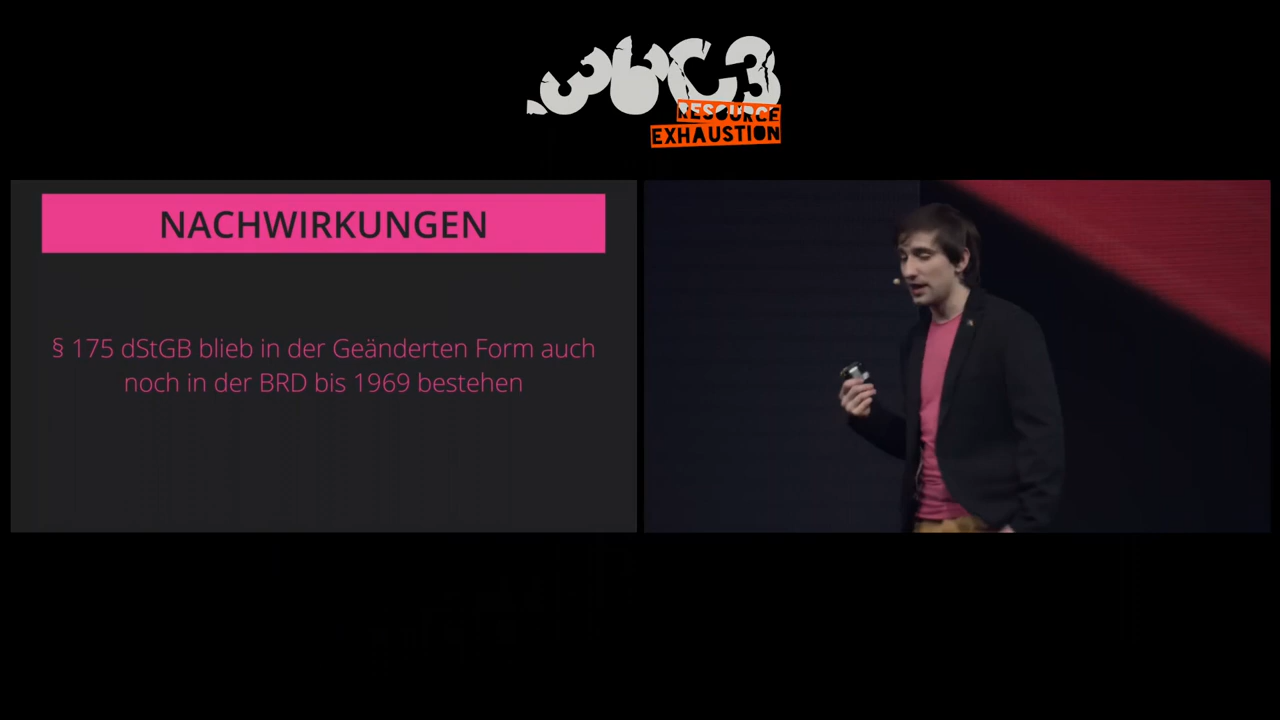 36C3
RESOURCE
EXHAUSTION
NACHWIRKUNGEN
§ 175 dStGB blieb in der Geänderten Form auch
noch in der BRD bis 1969 bestehen